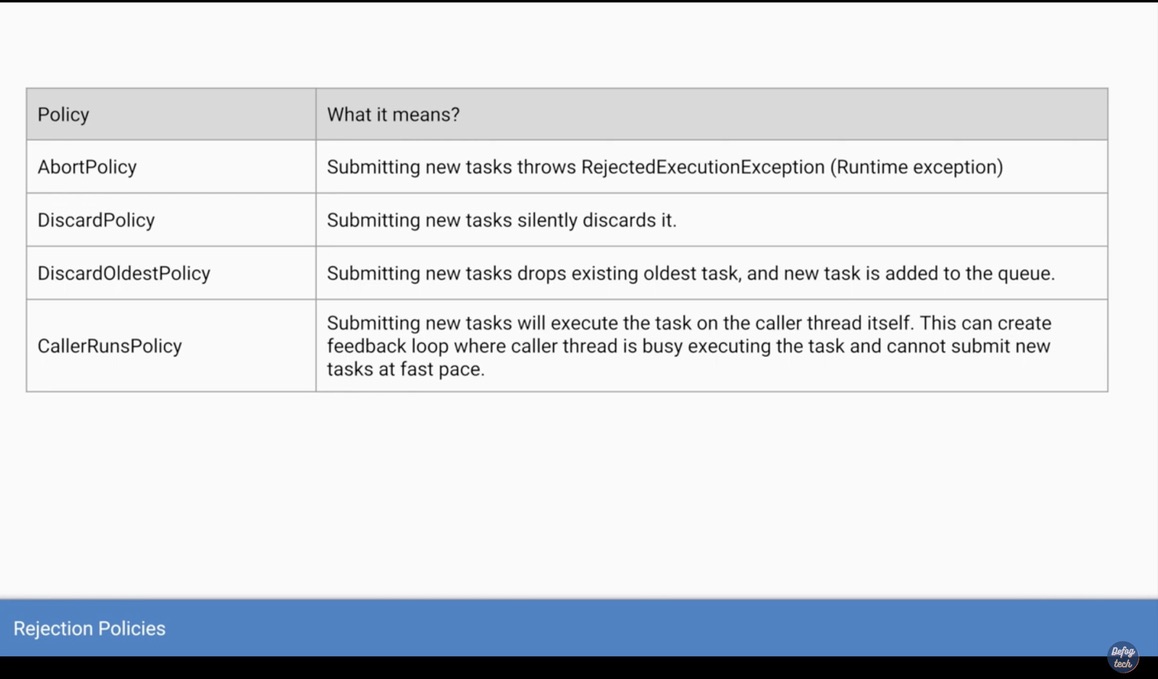 Policy
What it means?
AbortPolicy
Submitting new tasks throws RejectedExecutionException (Runtime exception)
DiscardPolicy
Submitting new tasks silently discards it.
DiscardOldestPolicy
Submitting new tasks drops existing oldest task, and new task is added to the queue.
CallerRunsPolicy
Submitting new tasks will execute the task on the caller thread itself. This can create
feedback loop where caller thread is busy executing the task and cannot submit new
tasks at fast pace.
Rejection Policies
Defog
tech